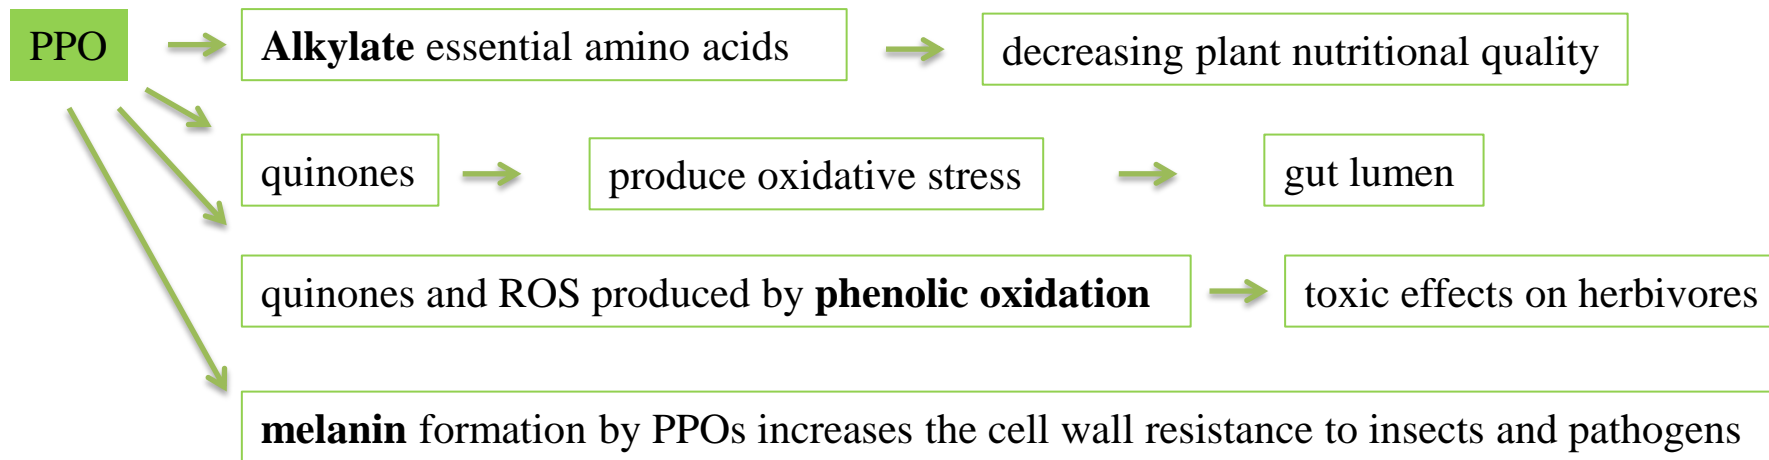 PPO
Alkylate essential amino acids
decreasing plant nutritional quality
quinones
produce oxidative stress
gut lumen
quinones and ROS produced by phenolic oxidation
toxic effects on herbivores
melanin formation by PPOs increases the cell wall resistance to insects and pathogens